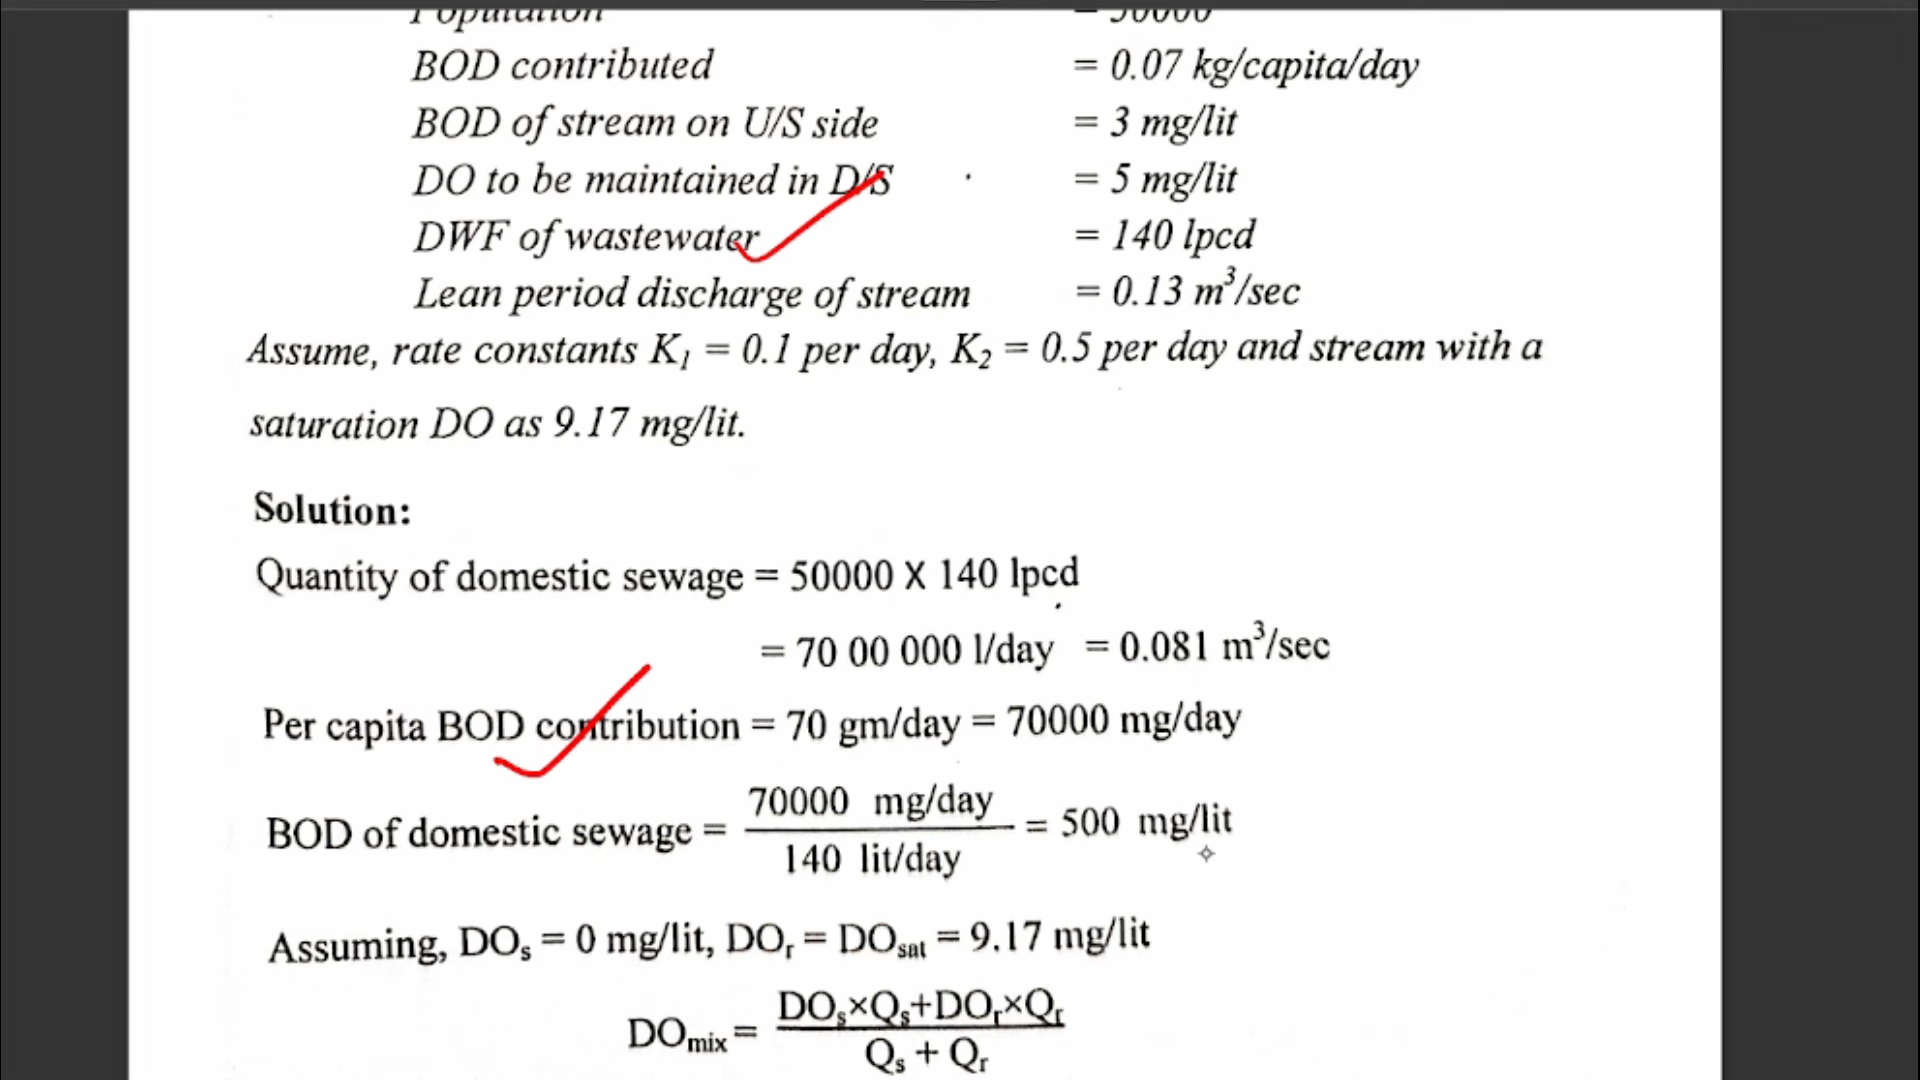 Population = 50000
BOD contributed = 0.07 kg/capita/day
BOD of stream on U/S side = 3 mg/lit
DO to be maintained in D/S = 5 mg/lit
DWF of wastewater = 140 lpcd
Lean period discharge of stream = 0.13 m³/sec
Assume, rate constants K₁ = 0.1 per day, K₂ = 0.5 per day and stream with a
saturation DO as 9.17 mg/lit.
Solution:
Quantity of domestic sewage = 50000 X 140 lpcd
= 70 00 000 l/day = 0.081 m³/sec
Per capita BOD contribution = 70 gm/day = 70000 mg/day
BOD of domestic sewage = 70000 mg/day / 140 lit/day = 500 mg/lit
Assuming, DOₛ = 0 mg/lit, DOᵣ = DOsat = 9.17 mg/lit
DOmix = DOₛ×Qₛ+DOᵣ×Qᵣ / Qₛ + Qᵣ